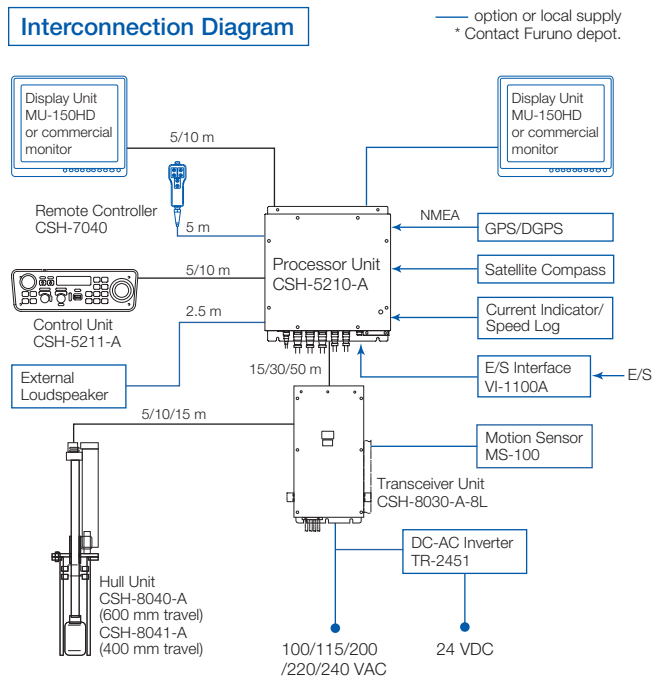 Interconnection Diagram
option or local supply
* Contact Furuno depot.
Display Unit
MU-150HD
or commercial
monitor
5/10 m
Display Unit
MU-150HD
or commercial
monitor
Remote Controller
CSH-7040
5 m
NMEA
GPS/DGPS
Processor Unit
CSH-5210-A
Satellite Compass
5/10 m
Control Unit
CSH-5211-A
2.5 m
Current Indicator/
Speed Log
External
Loudspeaker
15/30/50 m
E/S Interface
VI-1100A
E/S
5/10/15 m
Motion Sensor
MS-100
Transceiver Unit
CSH-8030-A-8L
DC-AC Inverter
TR-2451
Hull Unit
CSH-8040-A
(600 mm travel)
CSH-8041-A
(400 mm travel)
100/115/200
/220/240 VAC
24 VDC